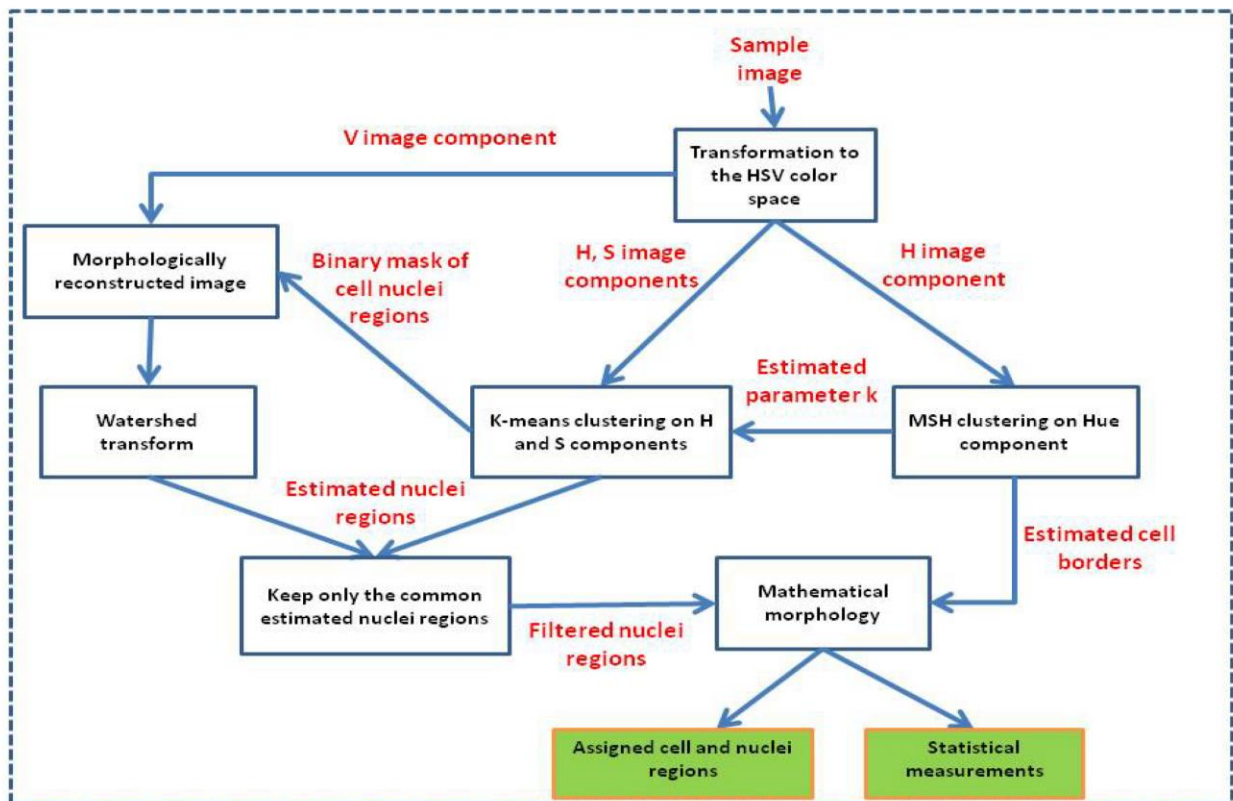 Sample
image
V image component
Transformation to
the HSV color
space
Morphologically
reconstructed image
Binary mask of
cell nuclei
regions
H, S image
components
H image
component
Estimated
parameter k
Watershed
transform
K-means clustering on H
and S components
MSH clustering on Hue
component
Estimated nuclei
regions
Estimated cell
borders
Keep only the common
estimated nuclei regions
Mathematical
morphology
Filtered nuclei
regions
Assigned cell and nuclei
regions
Statistical
measurements